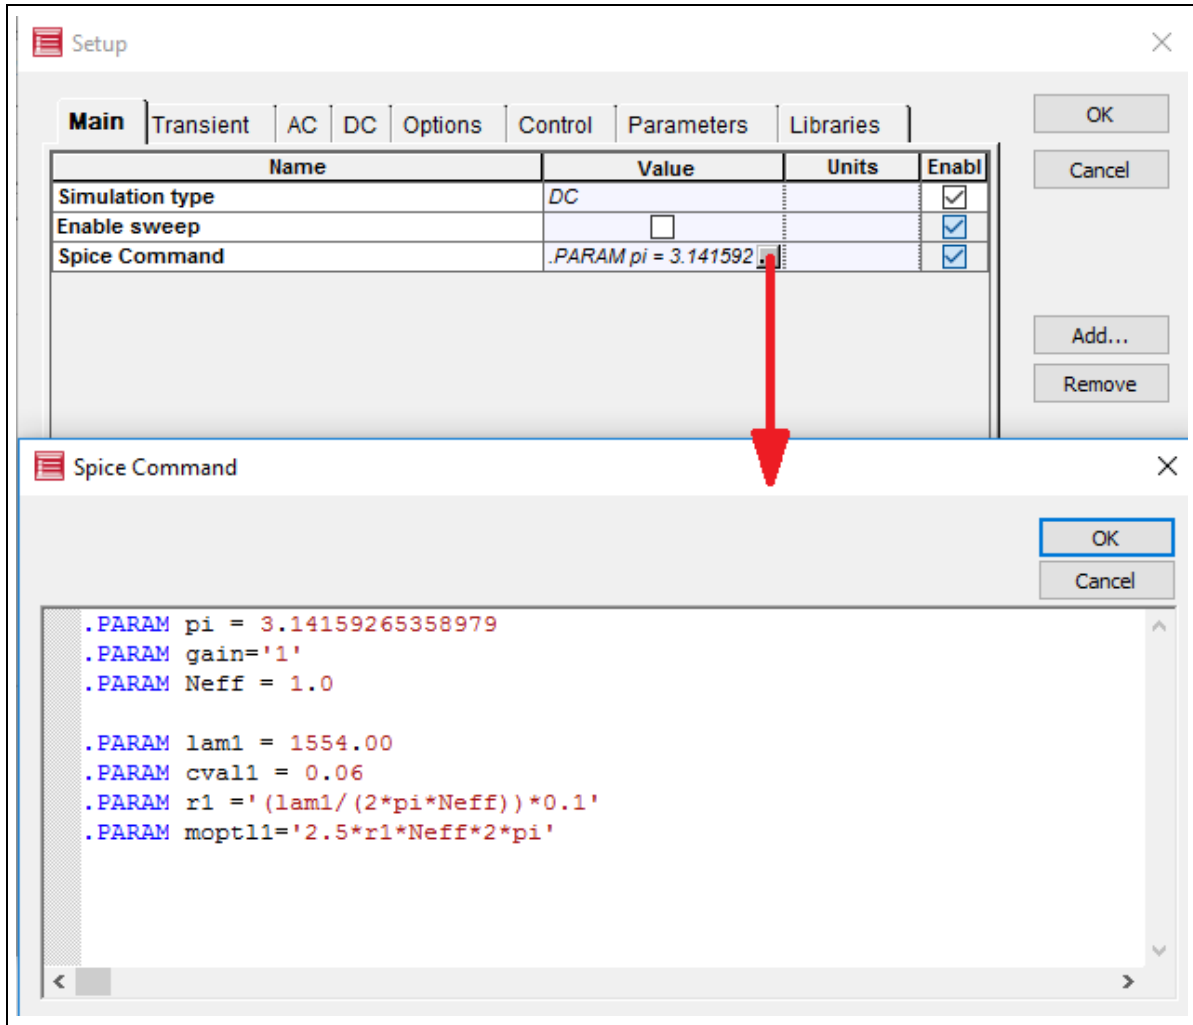 Setup
Main Transient AC DC Options Control Parameters Libraries
OK
Name Value Units Enabl
Cancel
Simulation type DC
Enable sweep
Spice Command .PARAM pi = 3.141592
Add...
Remove
Spice Command
OK
Cancel
.PARAM pi = 3.14159265358979
.PARAM gain='1'
.PARAM Neff = 1.0
.PARAM lam1 = 1554.00
.PARAM cval1 = 0.06
.PARAM r1 ='(lam1/(2*pi*Neff))*0.1'
.PARAM moptl1='2.5*r1*Neff*2*pi'